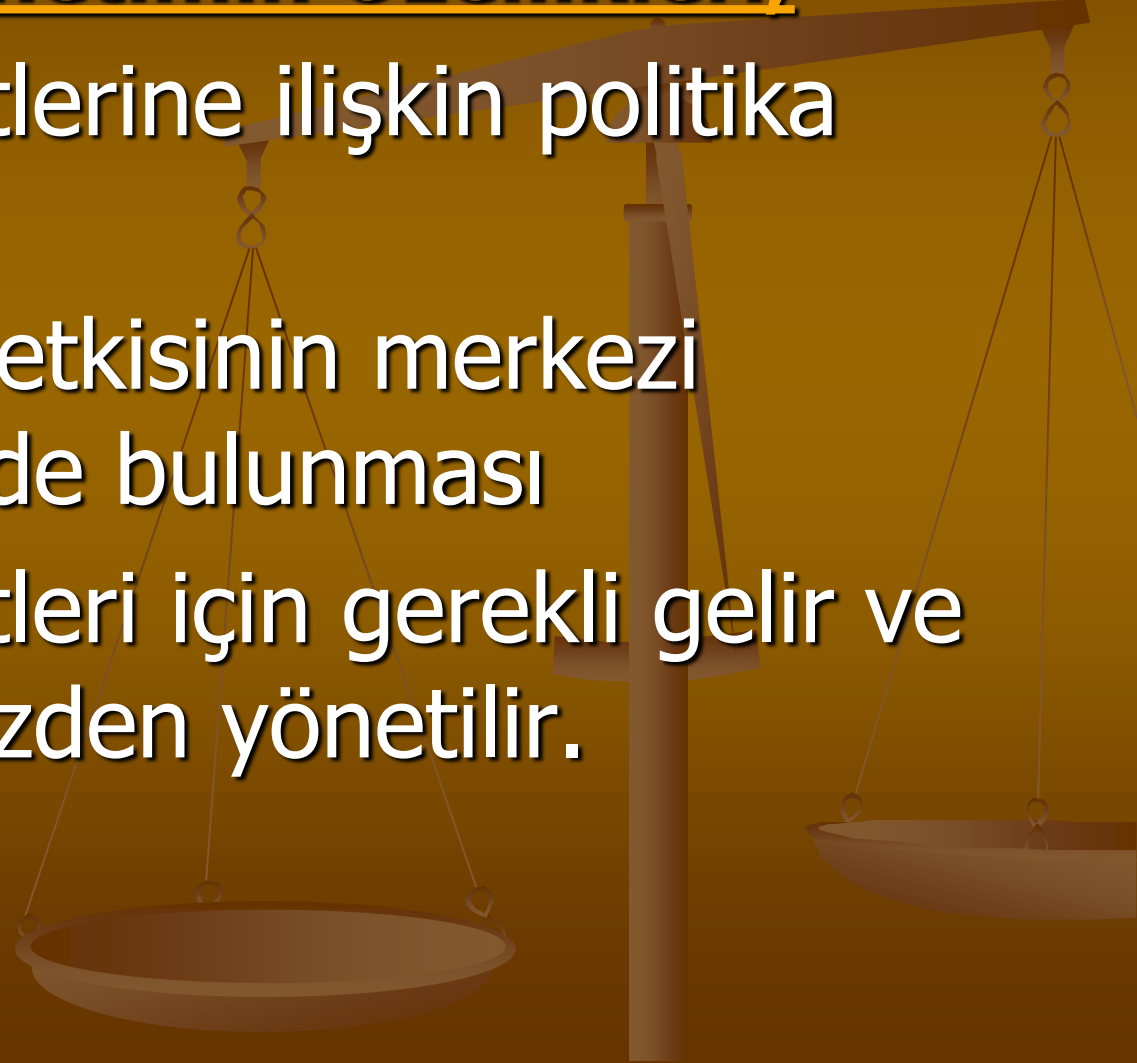 tlerine ilişkin politika
etkisinin merkezi
de bulunması
tleri için gerekli gelir ve
zden yönetilir.